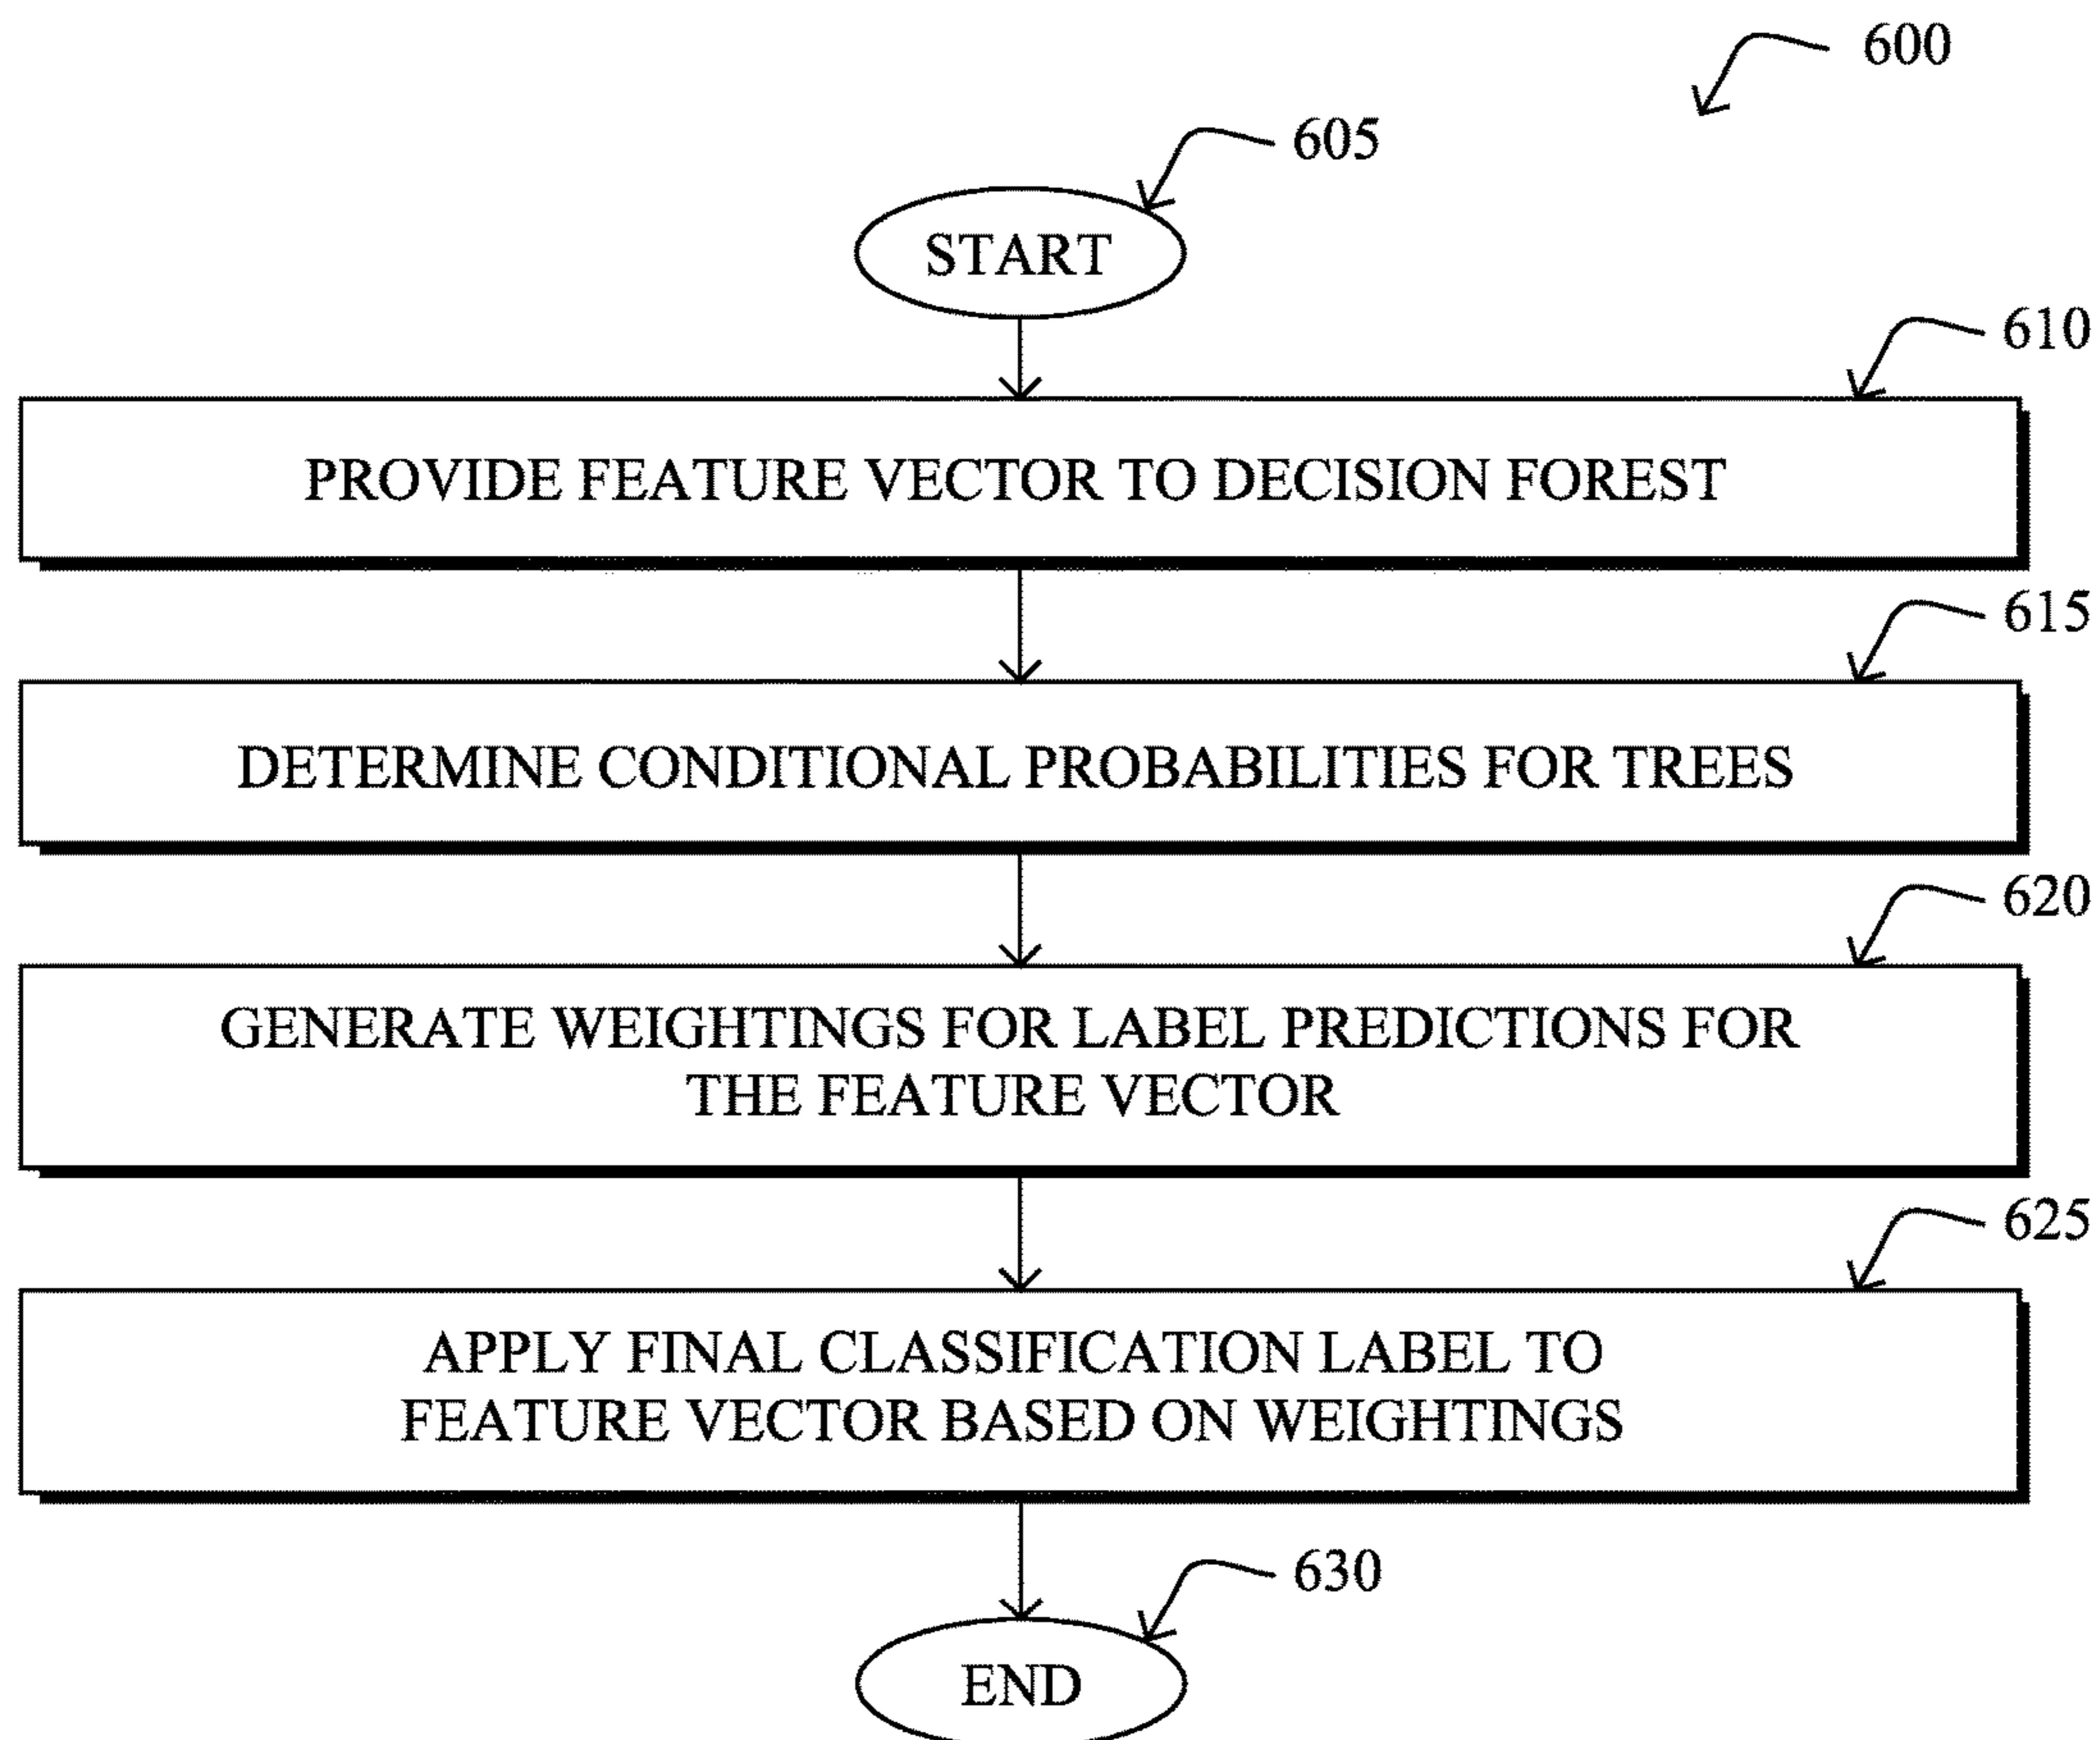 600
605
START
610
PROVIDE FEATURE VECTOR TO DECISION FOREST
615
DETERMINE CONDITIONAL PROBABILITIES FOR TREES
620
GENERATE WEIGHTINGS FOR LABEL PREDICTIONS FOR
THE FEATURE VECTOR
625
APPLY FINAL CLASSIFICATION LABEL TO
FEATURE VECTOR BASED ON WEIGHTINGS
630
END